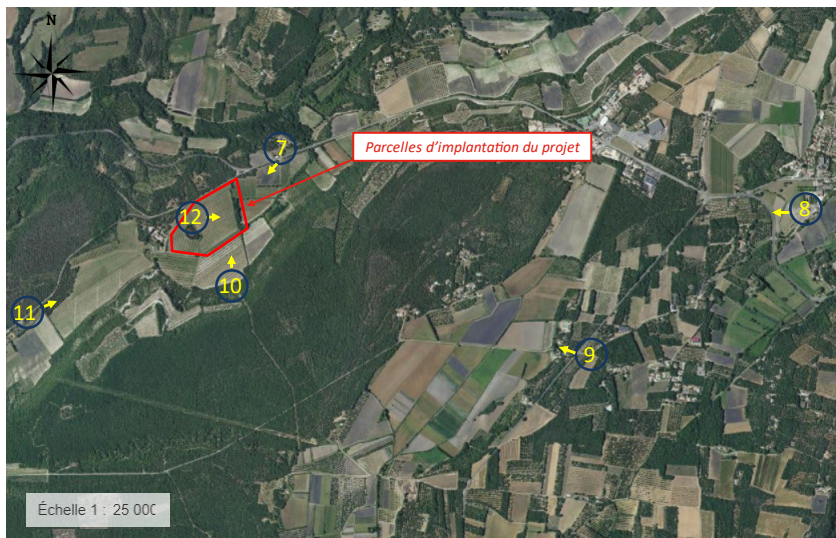 N
7
Parcelles d’implantation du projet
12
8
10
11
9
Échelle 1 : 25 000